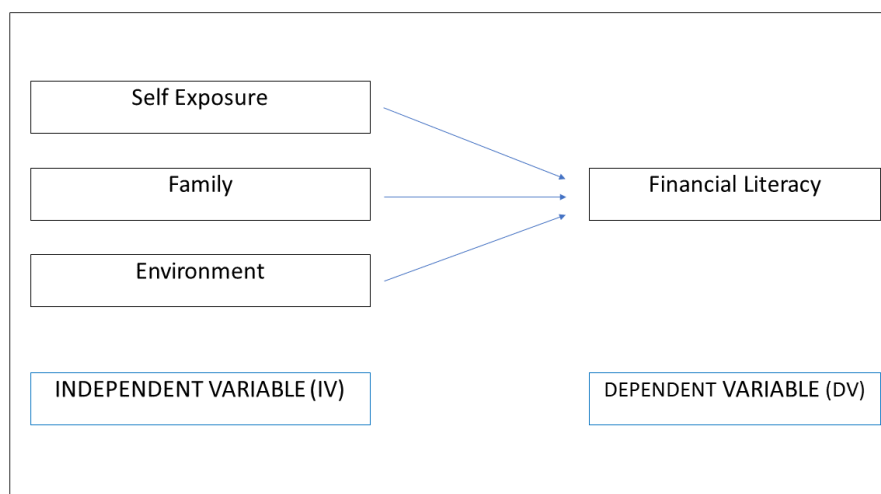 Self Exposure
Family
Financial Literacy
Environment
INDEPENDENT VARIABLE (IV)
DEPENDENT VARIABLE (DV)